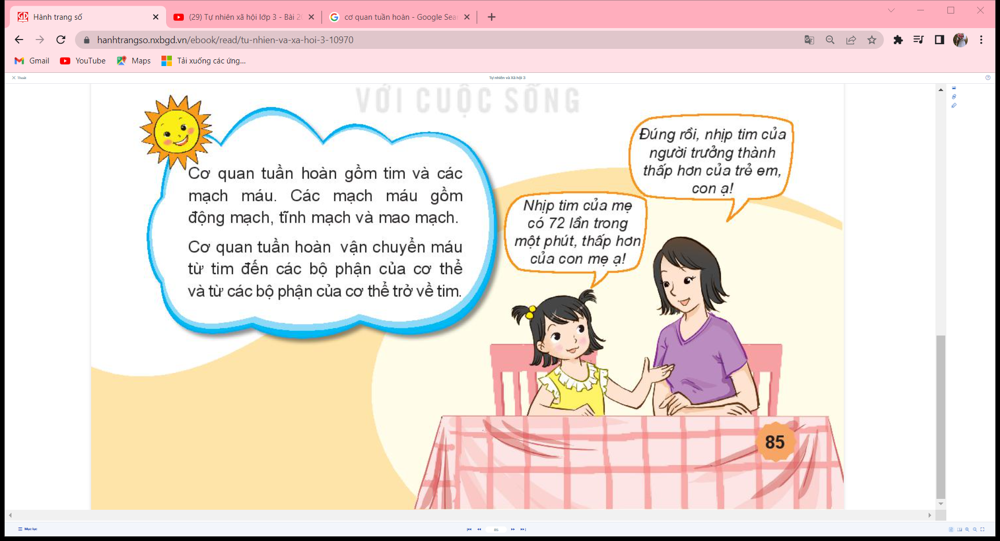 Hành trang số
(29) Tự nhiên xã hội lớp 3 - Bài 20
cơ quan tuần hoàn - Google Sea
hanhtrangso.nxbgd.vn/ebook/read/tu-nhien-va-xa-hoi-3-10970
Gmail
YouTube
Maps
Tải xuống các ứng...
Thoát
Tự nhiên và Xã hội 3
VỚI CUỘC SỐNG
Cơ quan tuần hoàn gồm tim và các
mạch máu. Các mạch máu gồm
động mạch, tĩnh mạch và mao mạch.
Cơ quan tuần hoàn vận chuyển máu
từ tim đến các bộ phận của cơ thể
và từ các bộ phận của cơ thể trở về tim.
Nhịp tim của mẹ
có 72 lần trong
một phút, thấp hơn
của con mẹ ạ!
Đúng rồi, nhịp tim của
người trưởng thành
thấp hơn của trẻ em,
con ạ!
85
Mục lục
85